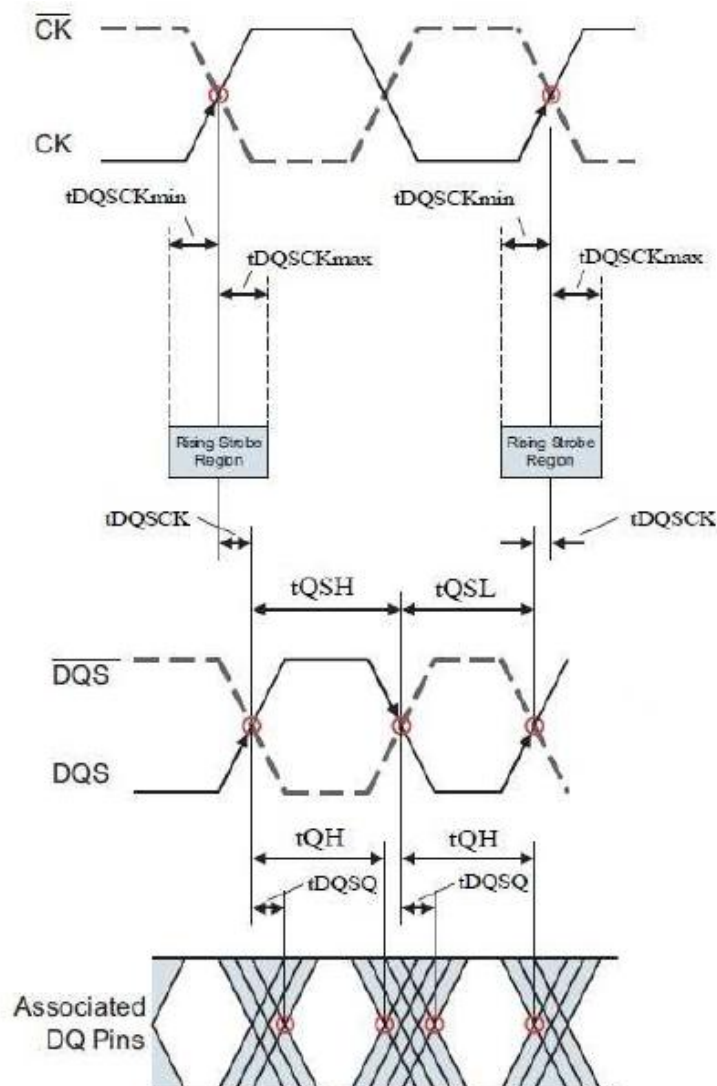 CK
CK
tDQSCKmin
tDQSCKmin
tDQSCKmax
tDQSCKmax
Rising Strobe
Region
Rising Strobe
Region
tDQSCK
tDQSCK
tQSH
tQSL
DQS
DQS
tQH
tQH
tDQSQ
tDQSQ
Associated
DQ Pins